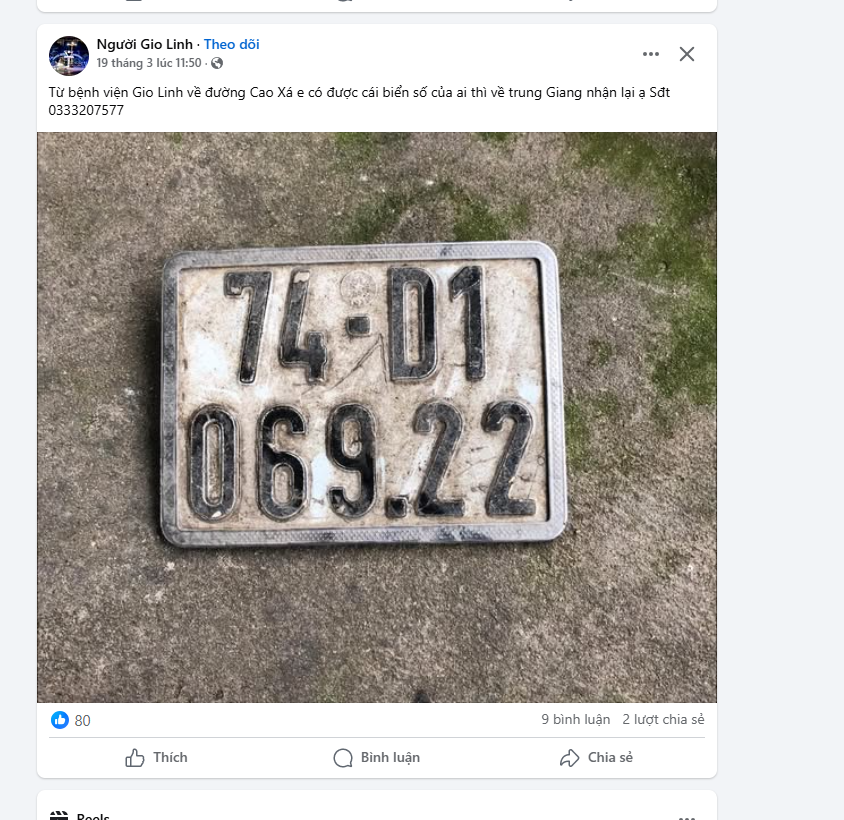 Người Gio Linh · Theo dõi
19 tháng 3 lúc 11:50 ·
Từ bệnh viện Gio Linh về đường Cao Xá e có được cái biển số của ai thì về trung Giang nhận lại ạ Sđt
0333207577
74-D1
069.22
80
9 bình luận 2 lượt chia sẻ
Thích Bình luận Chia sẻ
Reels